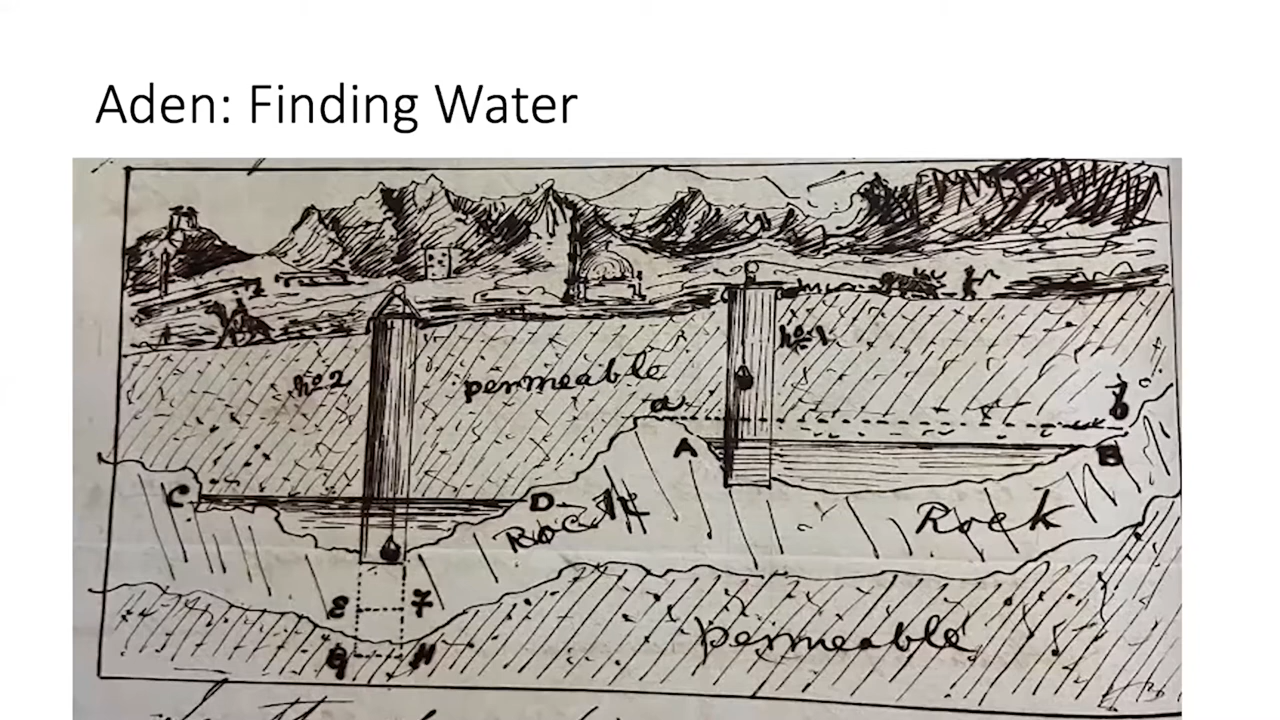 Aden: Finding Water
No 2
permeable
No 1
a
b
A
B
C
D
Rock
Rock
E
F
permeable
G
H